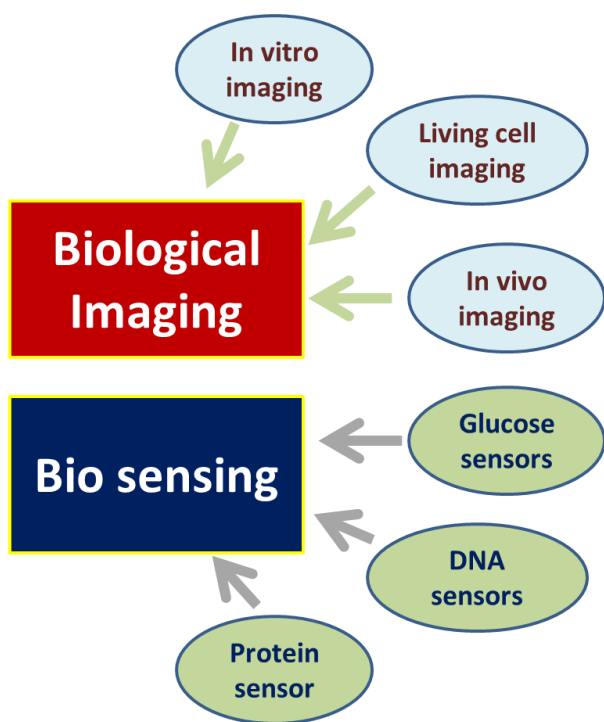 In vitro
imaging
Living cell
imaging
Biological
Imaging
In vivo
imaging
Glucose
sensors
Bio sensing
DNA
sensors
Protein
sensor